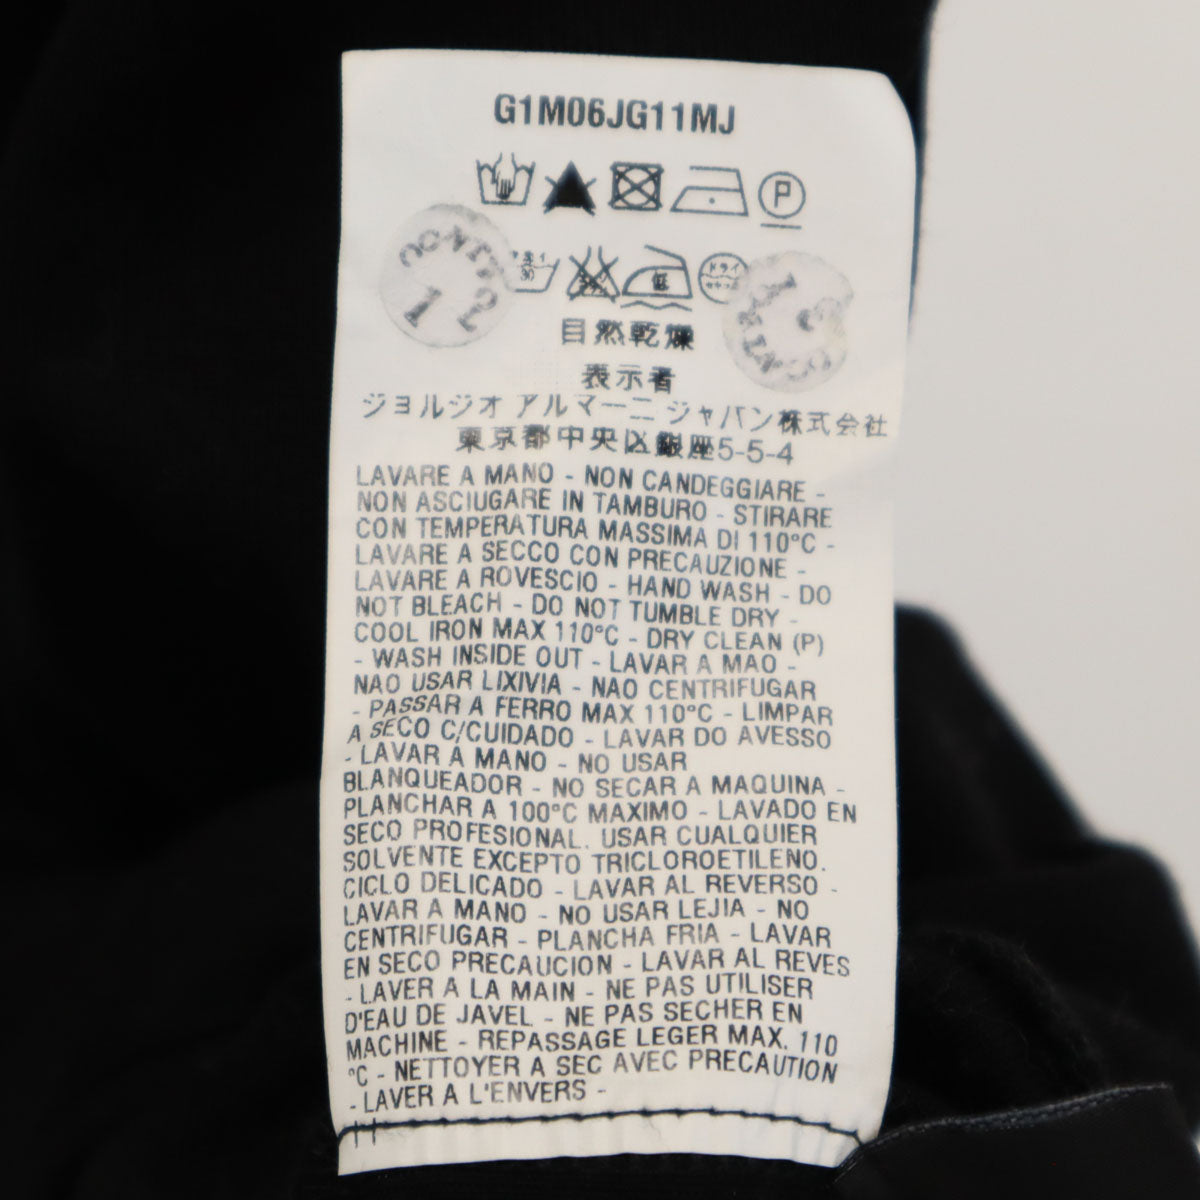 G1M06JG11MJ
P
30
低
ドライ
自然乾燥
表示者
ジョルジオ アルマーニ ジャパン株式会社
東京都中央区銀座5-5-4
LAVARE A MANO - NON CANDEGGIARE -
NON ASCIUGARE IN TAMBURO - STIRARE
CON TEMPERATURA MASSIMA DI 110°C -
LAVARE A SECCO CON PRECAUZIONE -
LAVARE A ROVESCIO - HAND WASH - DO
NOT BLEACH - DO NOT TUMBLE DRY -
COOL IRON MAX 110°C - DRY CLEAN (P)
- WASH INSIDE OUT - LAVAR A MAO -
NAO USAR LIXIVIA - NAO CENTRIFUGAR
- PASSAR A FERRO MAX 110°C - LIMPAR
A SECO C/CUIDADO - LAVAR DO AVESSO
- LAVAR A MANO - NO USAR
BLANQUEADOR - NO SECAR A MAQUINA -
PLANCHAR A 100°C MAXIMO - LAVADO EN
SECO PROFESIONAL. USAR CUALQUIER
SOLVENTE EXCEPTO TRICLOROETILENO.
CICLO DELICADO - LAVAR AL REVERSO -
LAVAR A MANO - NO USAR LEJIA - NO
CENTRIFUGAR - PLANCHA FRIA - LAVAR
EN SECO PRECAUCION - LAVAR AL REVES
- LAVER A LA MAIN - NE PAS UTILISER
D'EAU DE JAVEL - NE PAS SECHER EN
MACHINE - REPASSAGE LEGER MAX. 110
°C - NETTOYER A SEC AVEC PRECAUTION
- LAVER A L'ENVERS -